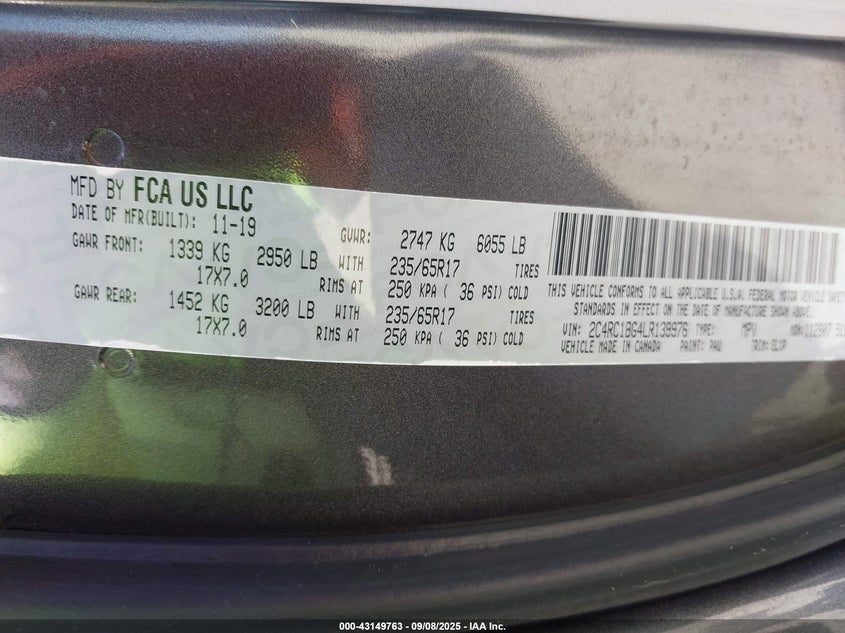 MFD BY FCA US LLC
DATE OF MFR(BUILT): 11-19
GVWR: 2747 KG 6055 LB
GAWR FRONT: 1339 KG 2950 LB WITH 235/65R17 TIRES
17X7.0 RIMS AT 250 KPA ( 36 PSI) COLD
GAWR REAR: 1452 KG 3200 LB WITH 235/65R17 TIRES
17X7.0 RIMS AT 250 KPA ( 36 PSI) COLD
THIS VEHICLE CONFORMS TO ALL APPLICABLE U.S.A. FEDERAL MOTOR VEHICLE SAFETY
STANDARDS IN EFFECT ON THE DATE OF MANUFACTURE SHOWN ABOVE.
VIN: 2C4RC1BG4LR139976 TYPE: MPV
VEHICLE MADE IN CANADA PAINT: PAU TRIM:
000-43149763 - 09/08/2025 - IAA Inc.